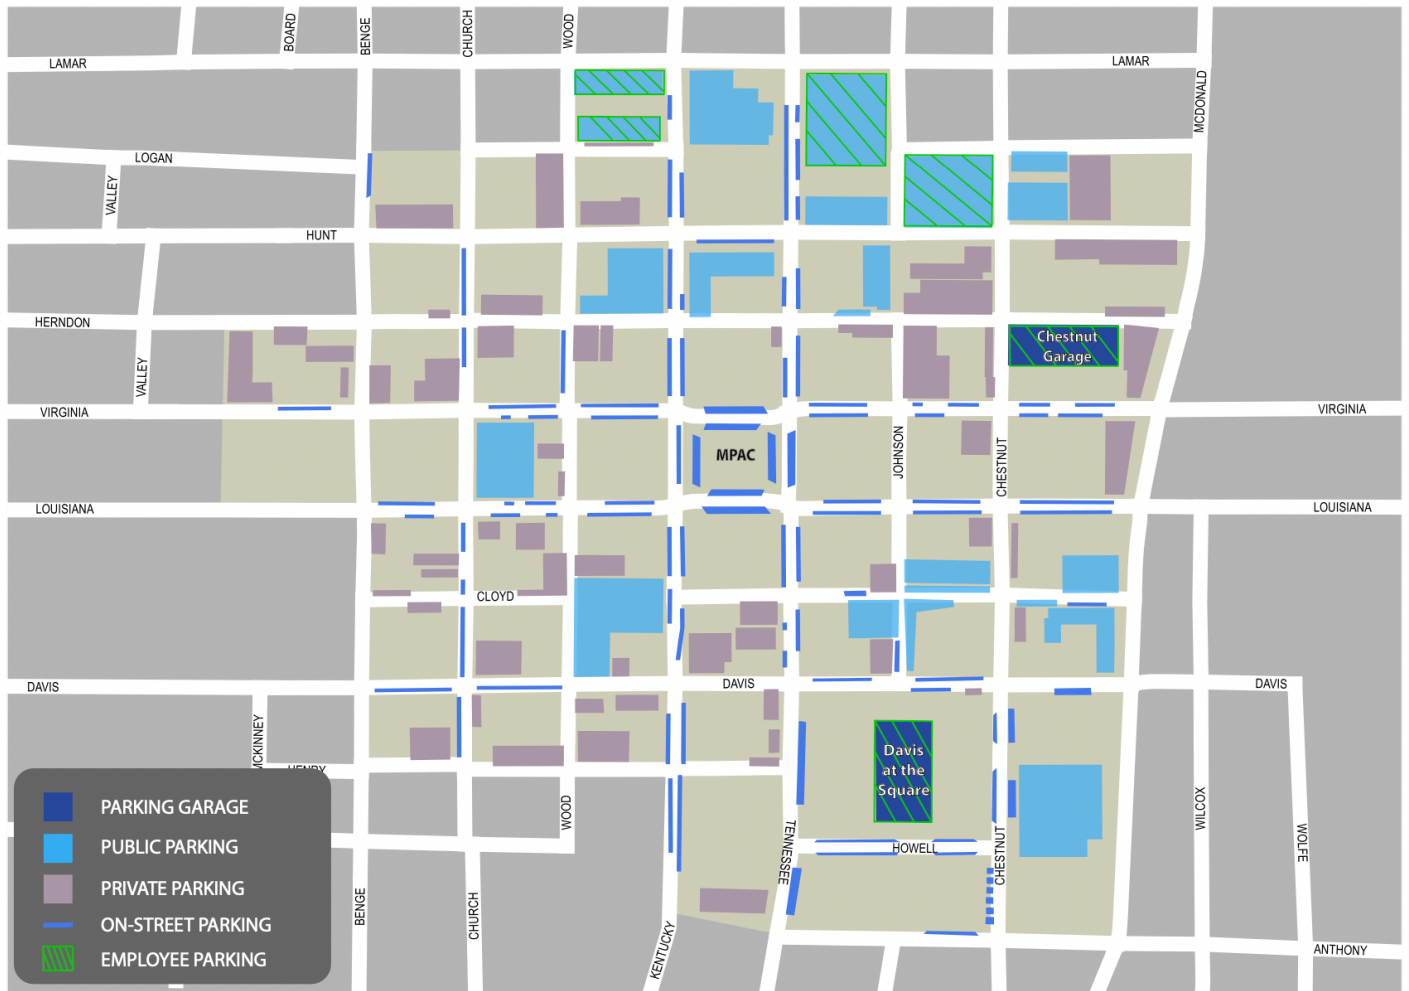 BOARD
BENGE
CHURCH
WOOD
LAMAR
LAMAR
MCDONALD
LOGAN
VALLEY
HUNT
HERNDON
Chestnut
Garage
VALLEY
VIRGINIA
VIRGINIA
JOHNSON
CHESTNUT
MPAC
LOUISIANA
LOUISIANA
CLOYD
DAVIS
DAVIS
DAVIS
MCKINNEY
Davis
at the
Square
HENRY
PARKING GARAGE
PUBLIC PARKING
PRIVATE PARKING
ON-STREET PARKING
EMPLOYEE PARKING
WOOD
TENNESSEE
HOWELL
CHESTNUT
WILCOX
WOLFE
BENGE
CHURCH
KENTUCKY
ANTHONY